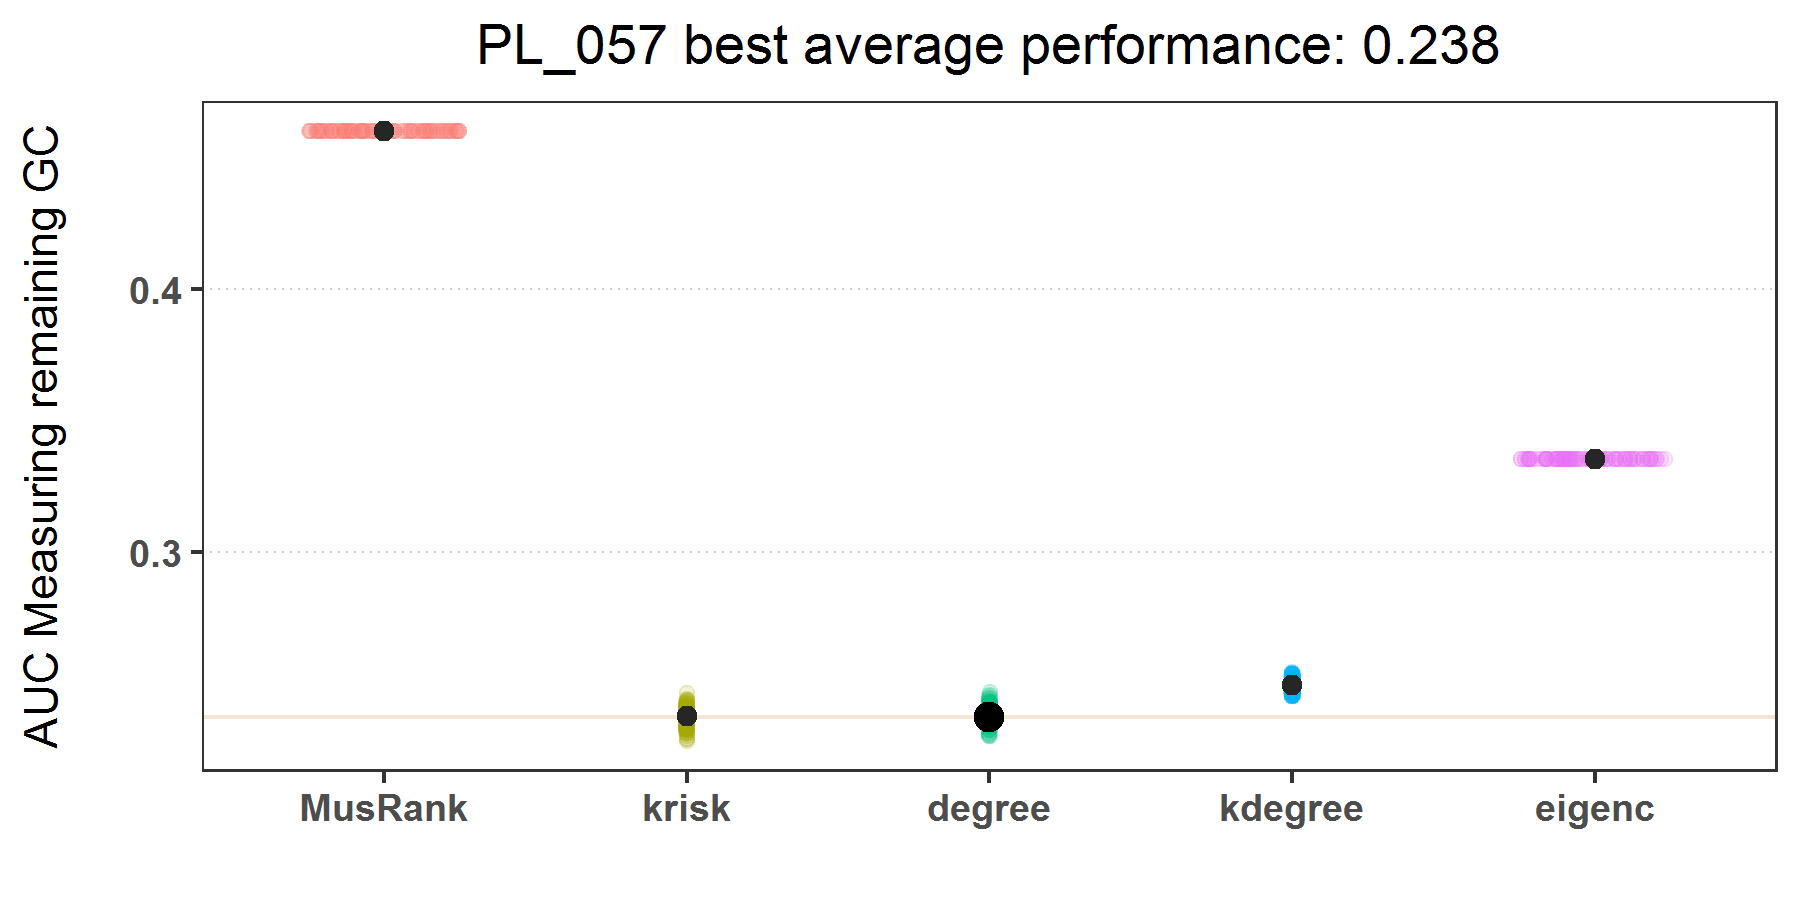 PL_057 best average performance: 0.238
AUC Measuring remaining GC
0.4
0.3
MusRank krisk degree kdegree eigenc